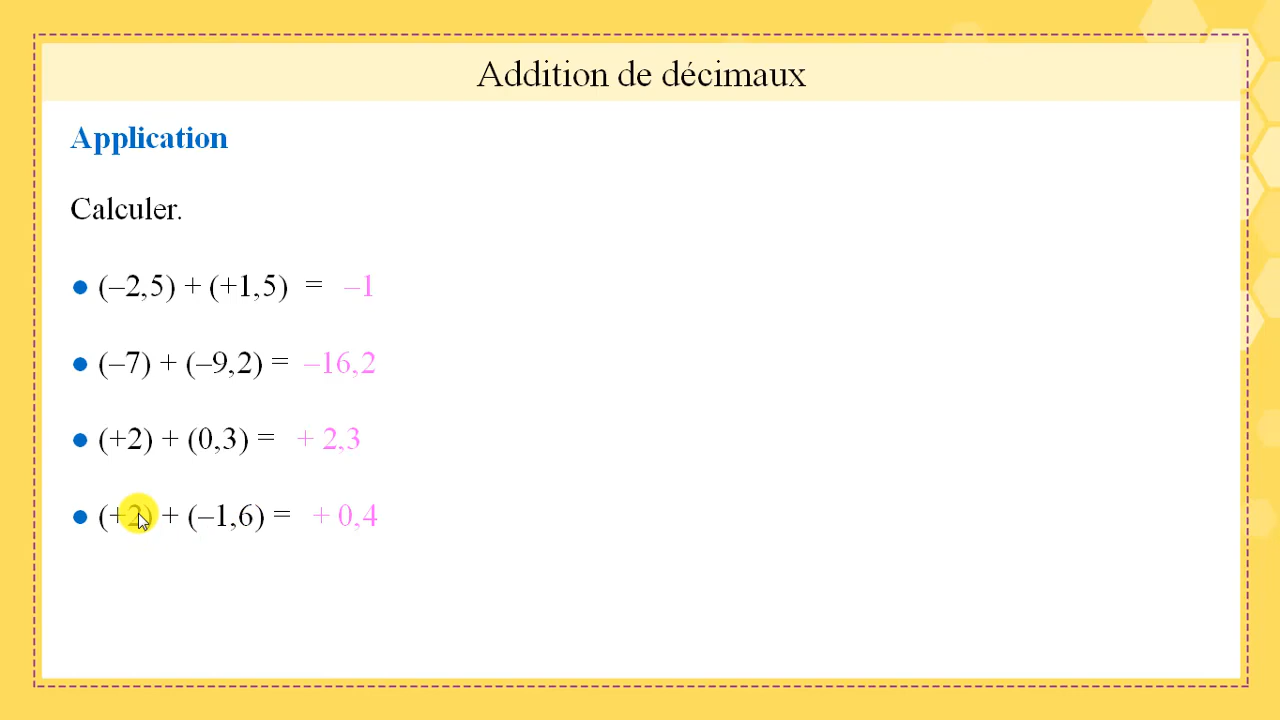 Addition de décimaux
Application
Calculer.
● (–2,5) + (+1,5) = –1
● (–7) + (–9,2) = –16,2
● (+2) + (0,3) = + 2,3
● (+2) + (–1,6) = + 0,4